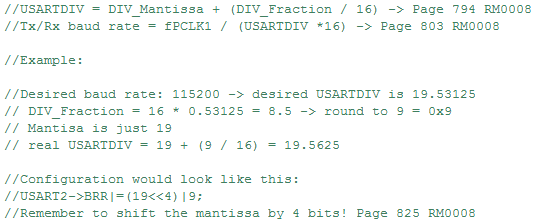 //USARTDIV = DIV_Mantissa + (DIV_Fraction / 16) -> Page 794 RM0008
//Tx/Rx baud rate = fPCLK1 / (USARTDIV *16) -> Page 803 RM0008
//Example:
//Desired baud rate: 115200 -> desired USARTDIV is 19.53125
// DIV_Fraction = 16 * 0.53125 = 8.5 -> round to 9 = 0x9
// Mantisa is just 19
// real USARTDIV = 19 + (9 / 16) = 19.5625
//Configuration would look like this:
//USART2->BRR|=(19<<4)|9;
//Remember to shift the mantissa by 4 bits! Page 825 RM0008